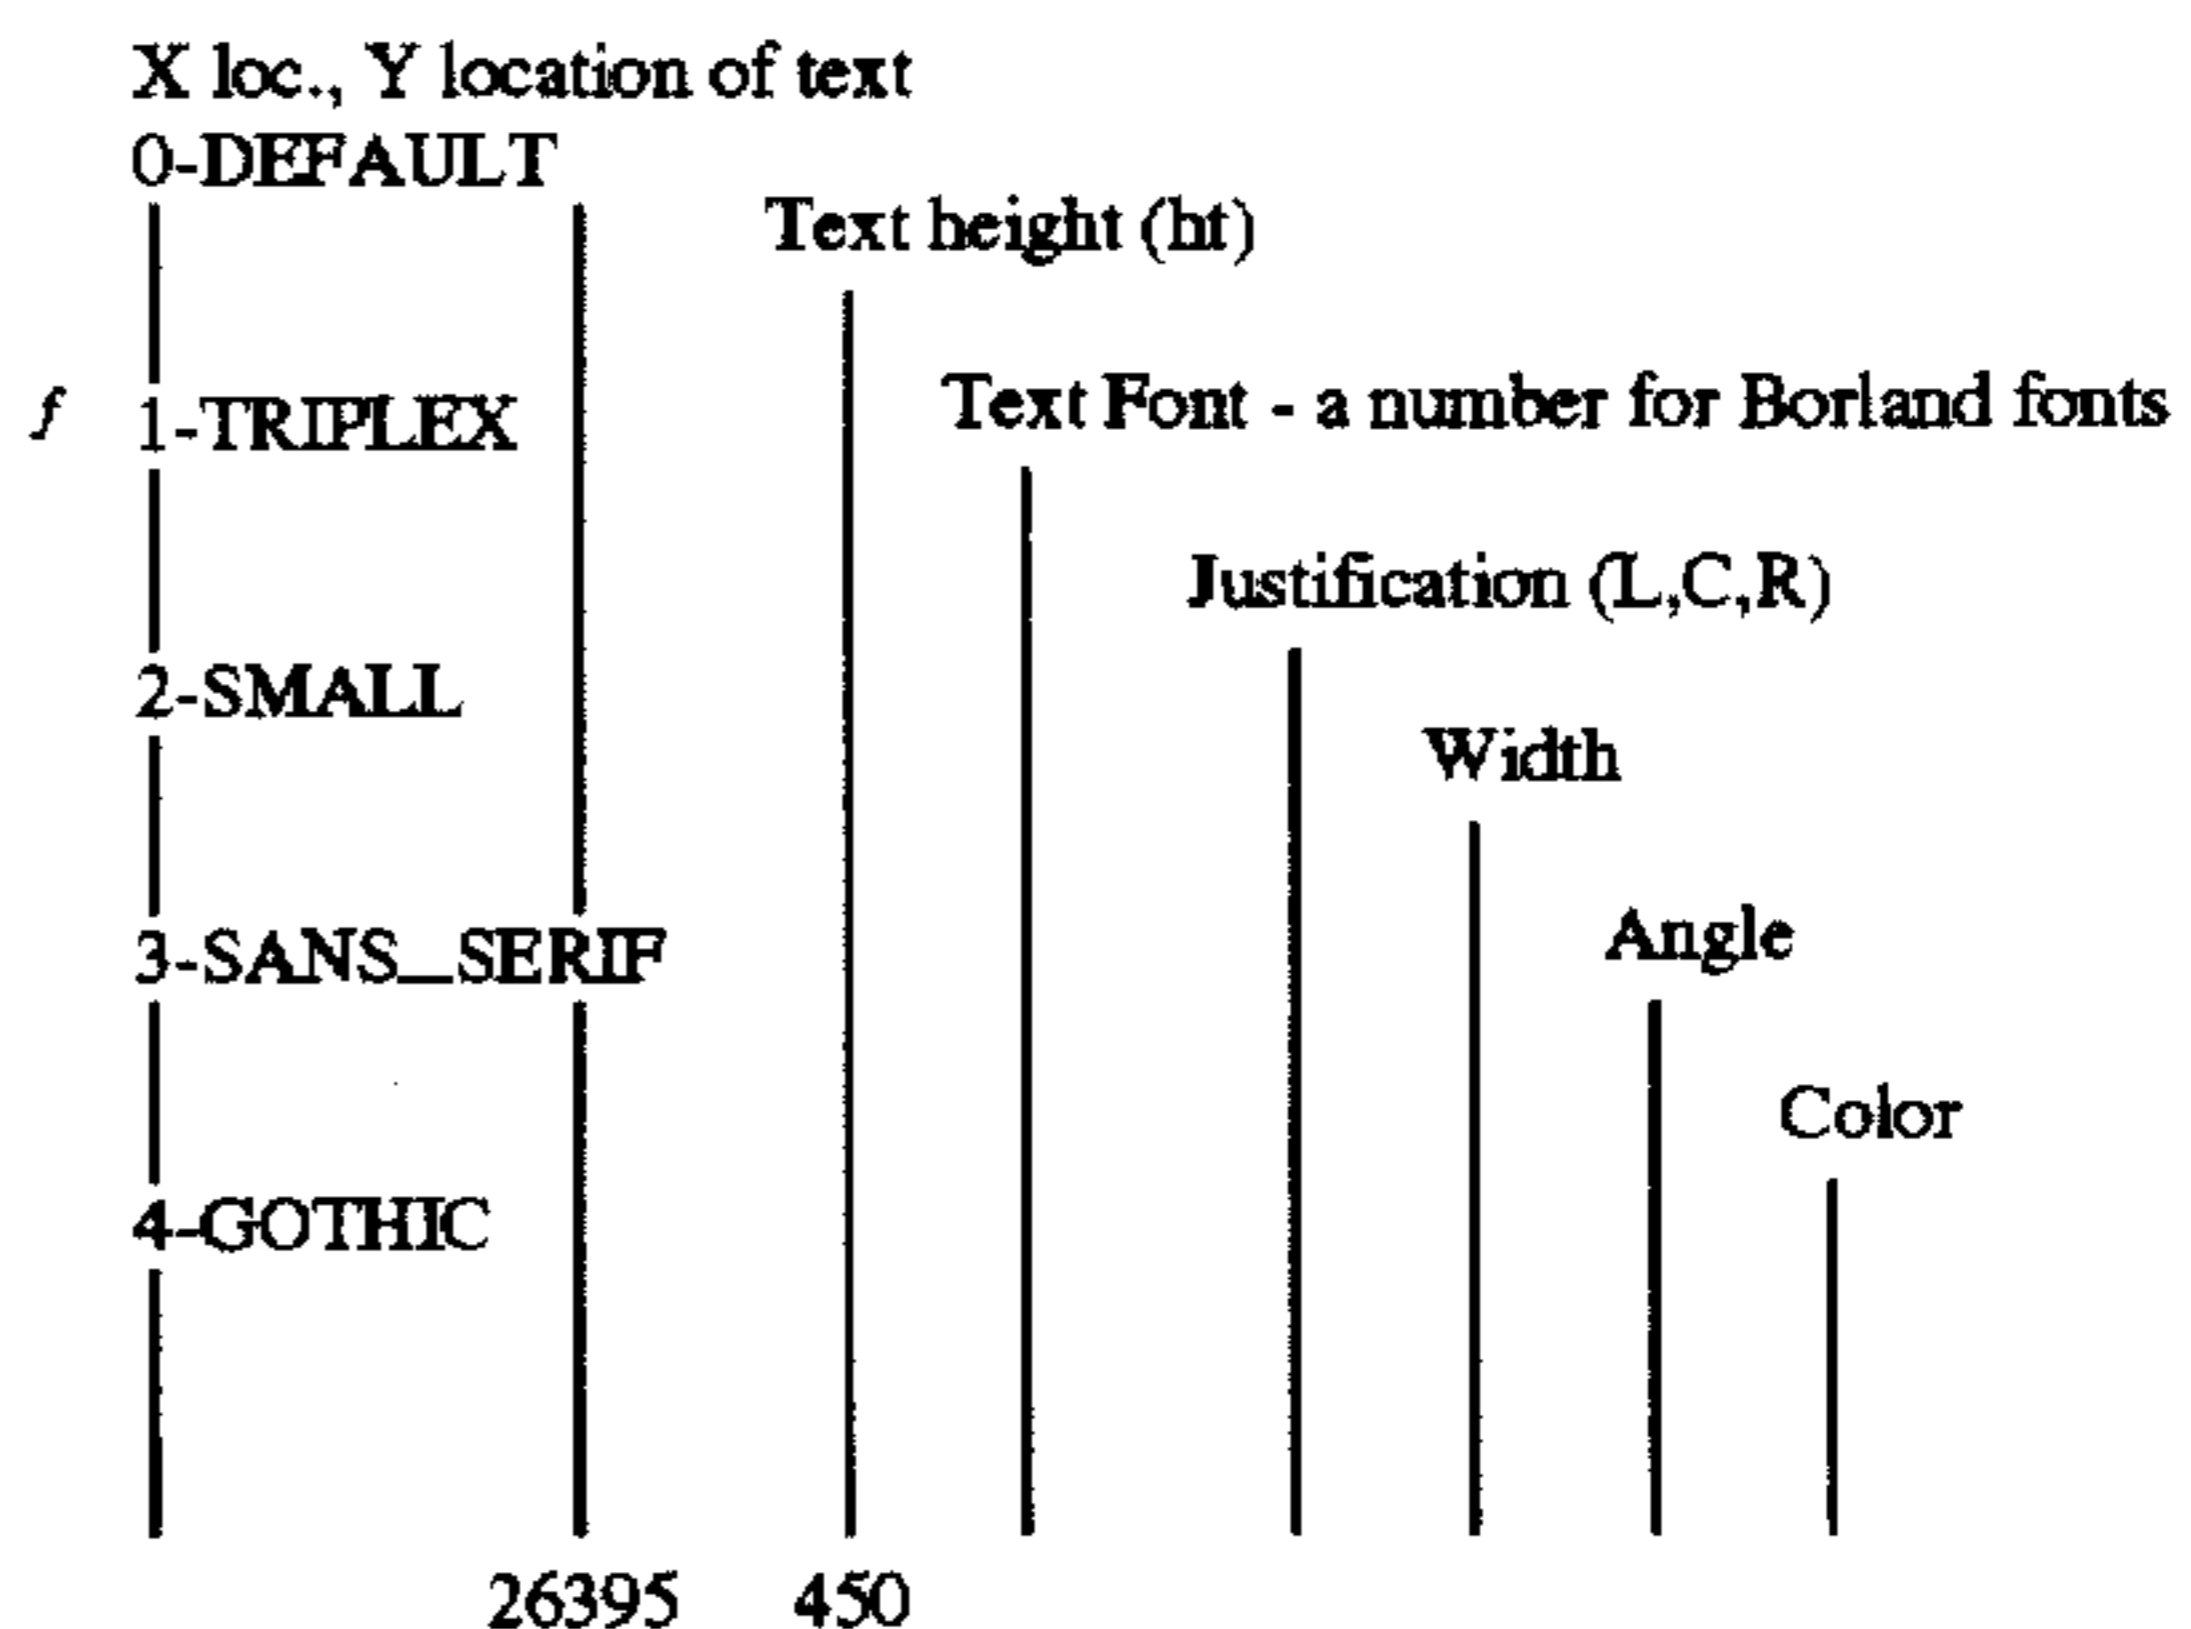 X loc., Y location of text
0-DEFAULT
Text height (ht)
f 1-TRIPLEX Text Font - a number for Borland fonts
Justification (L,C,R)
2-SMALL
Width
3-SANS_SERIF Angle
Color
4-GOTHIC
26395 450